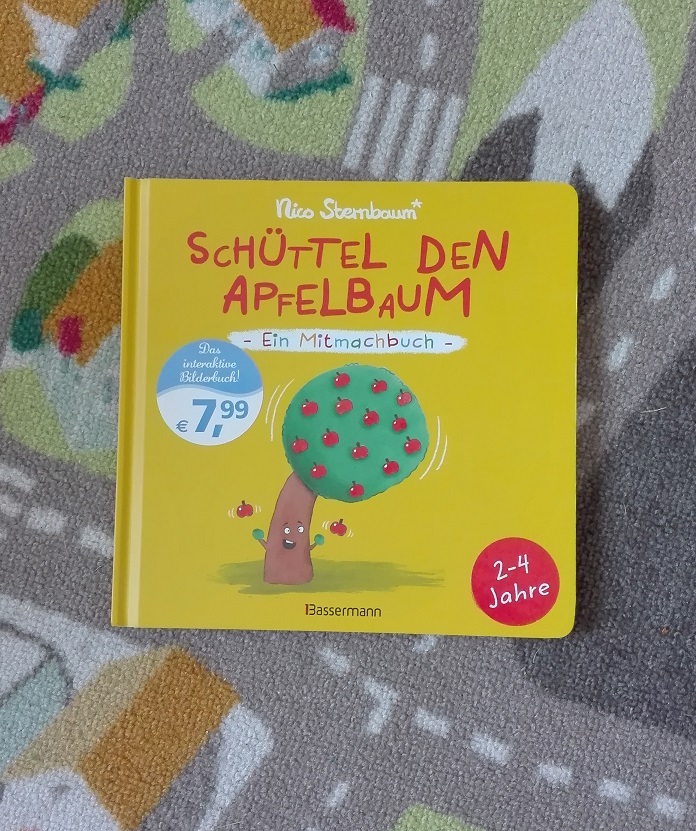 Nico Sternbaum*
SCHÜTTEL DEN
APFELBAUM
- Ein Mitmachbuch -
Das
interaktive
Bilderbuch!
€ 7,99
2-4
Jahre
Bassermann